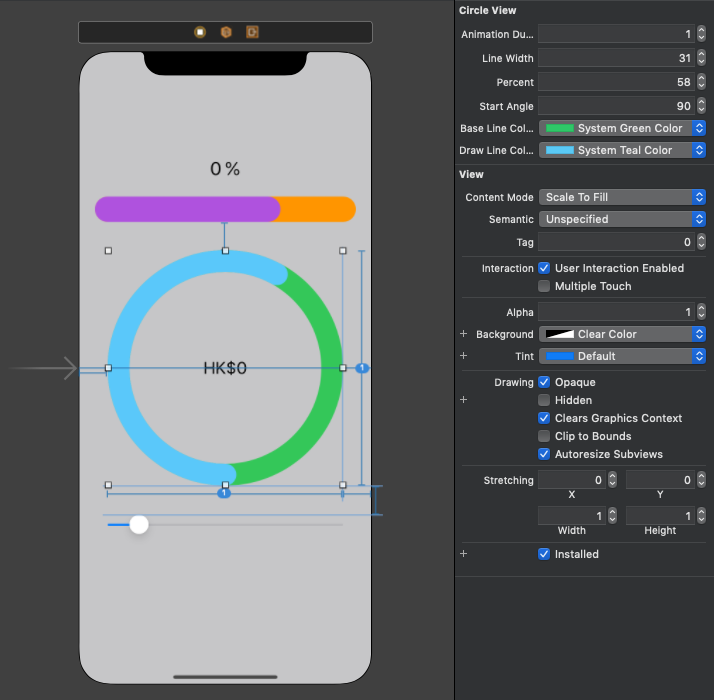 0 %
HK$0
1
1
Circle View
Animation Du... 1
Line Width 31
Percent 58
Start Angle 90
Base Line Col... System Green Color
Draw Line Col... System Teal Color
View
Content Mode Scale To Fill
Semantic Unspecified
Tag 0
Interaction User Interaction Enabled
Multiple Touch
Alpha 1
+ Background Clear Color
+ Tint Default
Drawing Opaque
+ Hidden
Clears Graphics Context
Clip to Bounds
Autoresize Subviews
Stretching 0 0
X Y
1 1
Width Height
+ Installed